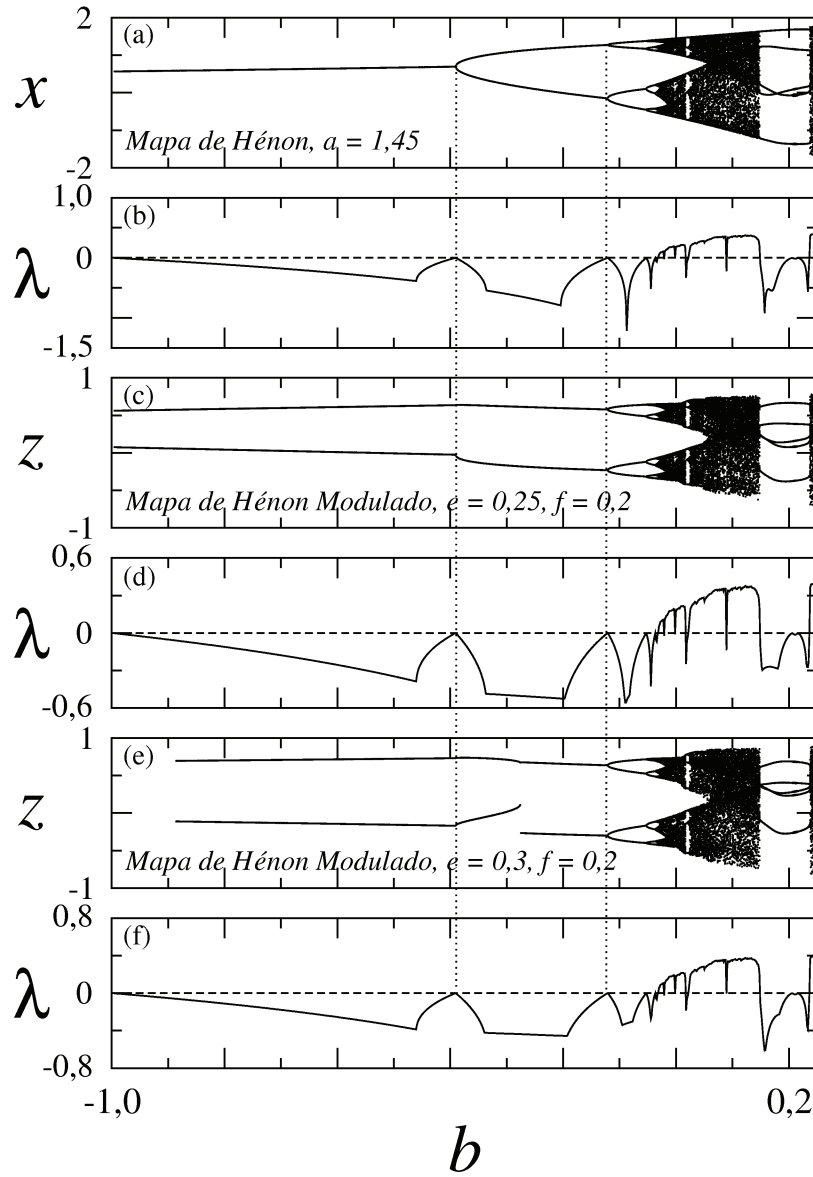 2
(a)
x
Mapa de Hénon, a = 1,45
-2
1,0
(b)
0
λ
-1,5
1
(c)
z
Mapa de Hénon Modulado, e = 0,25, f = 0,2
-1
0,6
(d)
0
λ
-0,6
1
(e)
z
Mapa de Hénon Modulado, e = 0,3, f = 0,2
-1
0,8
(f)
0
λ
-0,8
-1,0
0,2
b